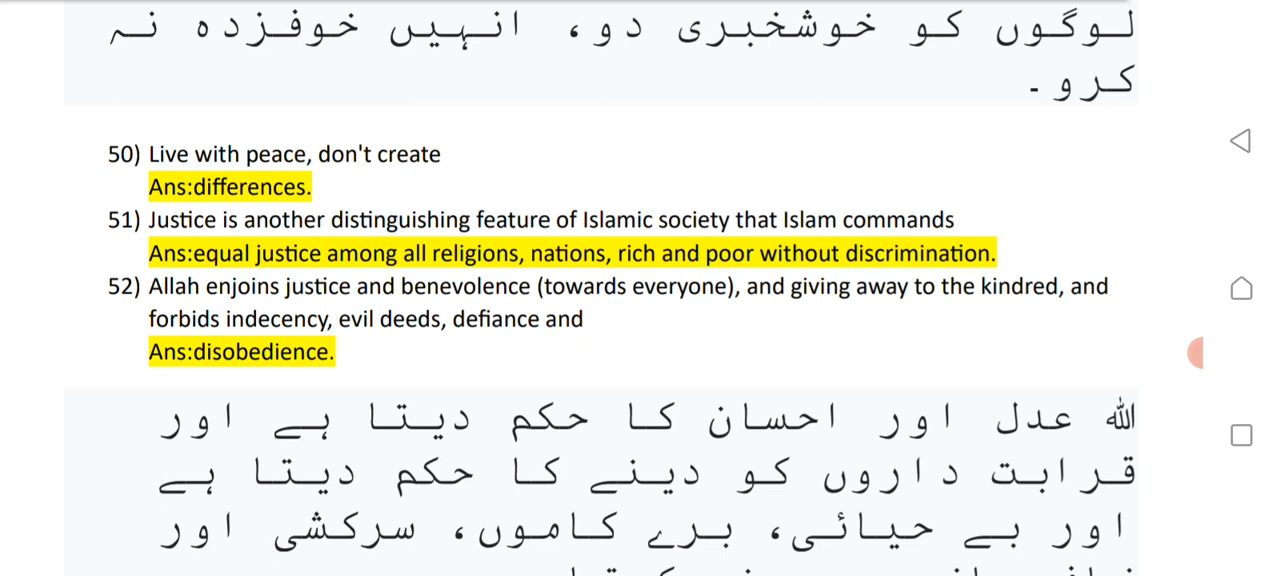 لوگوں کو خوشخبری دو، انہیں خوفزدہ نہ
کرو۔
50) Live with peace, don't create
Ans:differences.
51) Justice is another distinguishing feature of Islamic society that Islam commands
Ans:equal justice among all religions, nations, rich and poor without discrimination.
52) Allah enjoins justice and benevolence (towards everyone), and giving away to the kindred, and
forbids indecency, evil deeds, defiance and
Ans:disobedience.
اللہ عدل اور احسان کا حکم دیتا ہے اور
قرابت داروں کو دینے کا حکم دیتا ہے
اور بے حیائی، برے کاموں، سرکشی اور